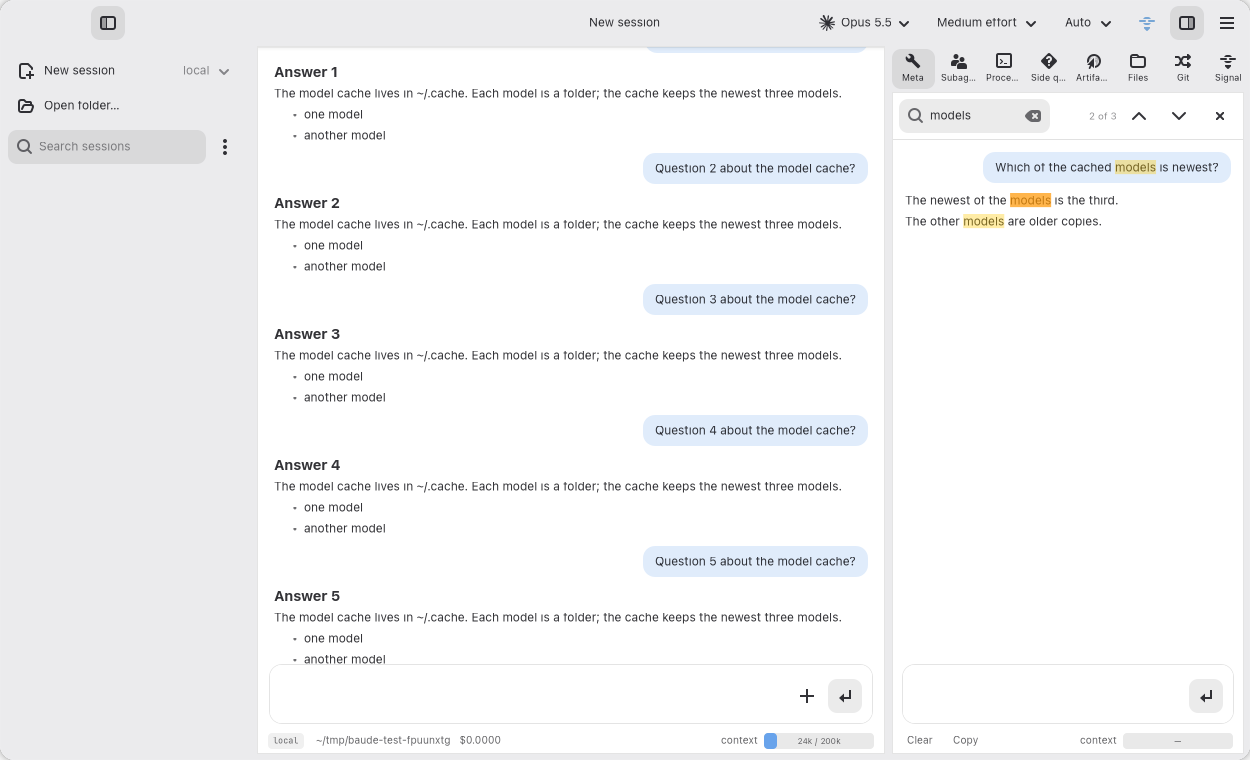 New session
Opus 5.5
Medium effort
Auto
New session
local
Open folder...
Search sessions
Answer 1
The model cache lives in ~/.cache. Each model is a folder; the cache keeps the newest three models.
- one model
- another model
Question 2 about the model cache?
Answer 2
The model cache lives in ~/.cache. Each model is a folder; the cache keeps the newest three models.
- one model
- another model
Question 3 about the model cache?
Answer 3
The model cache lives in ~/.cache. Each model is a folder; the cache keeps the newest three models.
- one model
- another model
Question 4 about the model cache?
Answer 4
The model cache lives in ~/.cache. Each model is a folder; the cache keeps the newest three models.
- one model
- another model
Question 5 about the model cache?
Answer 5
The model cache lives in ~/.cache. Each model is a folder; the cache keeps the newest three models.
- one model
- another model
local
~/tmp/baude-test-fpuunxtg
$0.0000
context
24k / 200k
Meta
Subag...
Proce...
Side q...
Artifa...
Files
Git
Signal
models
2 of 3
Which of the cached models is newest?
The newest of the models is the third.
The other models are older copies.
Clear
Copy
context
—